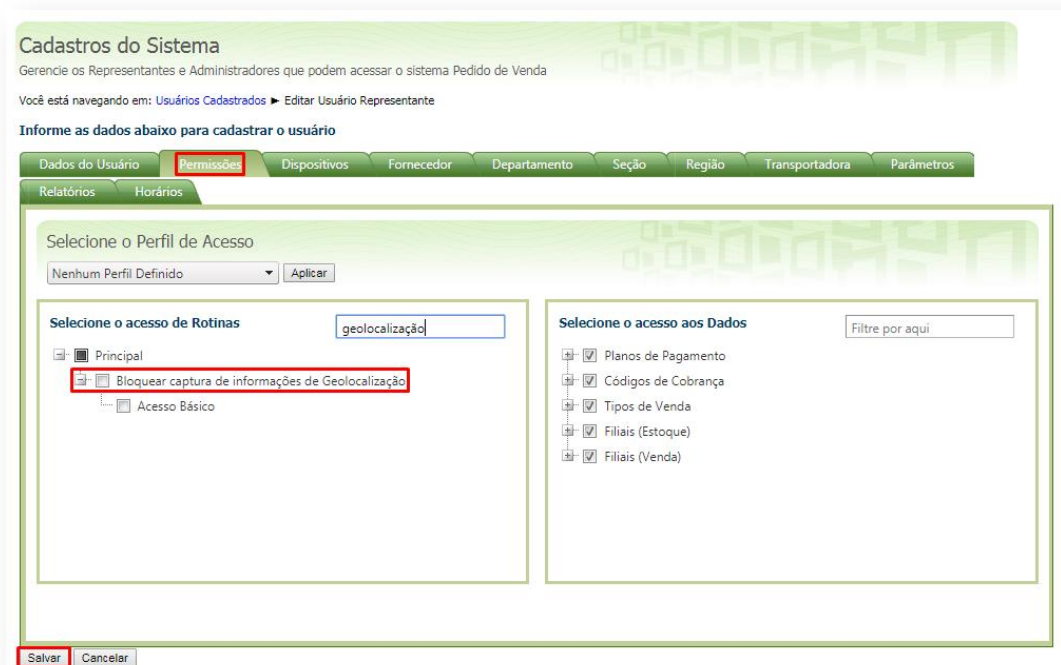 Cadastros do Sistema
Gerencie os Representantes e Administradores que podem acessar o sistema Pedido de Venda
Você está navegando em: Usuários Cadastrados ► Editar Usuário Representante
Informe as dados abaixo para cadastrar o usuário
Dados do Usuário Permissões Dispositivos Fornecedor Departamento Seção Região Transportadora Parâmetros
Relatórios Horários
Selecione o Perfil de Acesso
Nenhum Perfil Definido Aplicar
Selecione o acesso de Rotinas geolocalização
Principal
Bloquear captura de informações de Geolocalização
Acesso Básico
Selecione o acesso aos Dados Filtre por aqui
Planos de Pagamento
Códigos de Cobrança
Tipos de Venda
Filiais (Estoque)
Filiais (Venda)
Salvar Cancelar